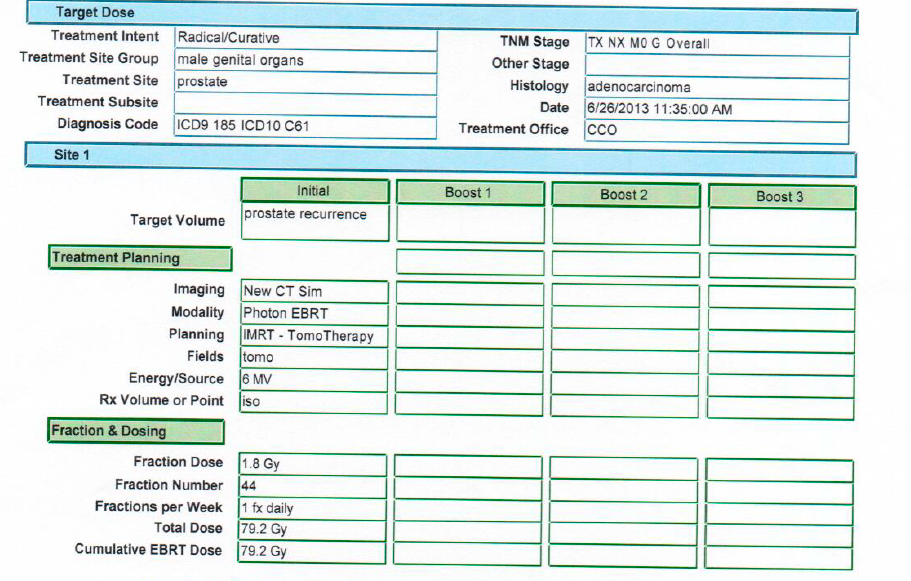 Target Dose
Treatment Intent Radical/Curative TNM Stage TX NX M0 G Overall
Treatment Site Group male genital organs Other Stage
Treatment Site prostate Histology adenocarcinoma
Treatment Subsite Date 6/26/2013 11:35:00 AM
Diagnosis Code ICD9 185 ICD10 C61 Treatment Office CCO
Site 1
Initial Boost 1 Boost 2 Boost 3
Target Volume prostate recurrence
Treatment Planning
Imaging New CT Sim
Modality Photon EBRT
Planning IMRT - TomoTherapy
Fields tomo
Energy/Source 6 MV
Rx Volume or Point iso
Fraction & Dosing
Fraction Dose 1.8 Gy
Fraction Number 44
Fractions per Week 1 fx daily
Total Dose 79.2 Gy
Cumulative EBRT Dose 79.2 Gy